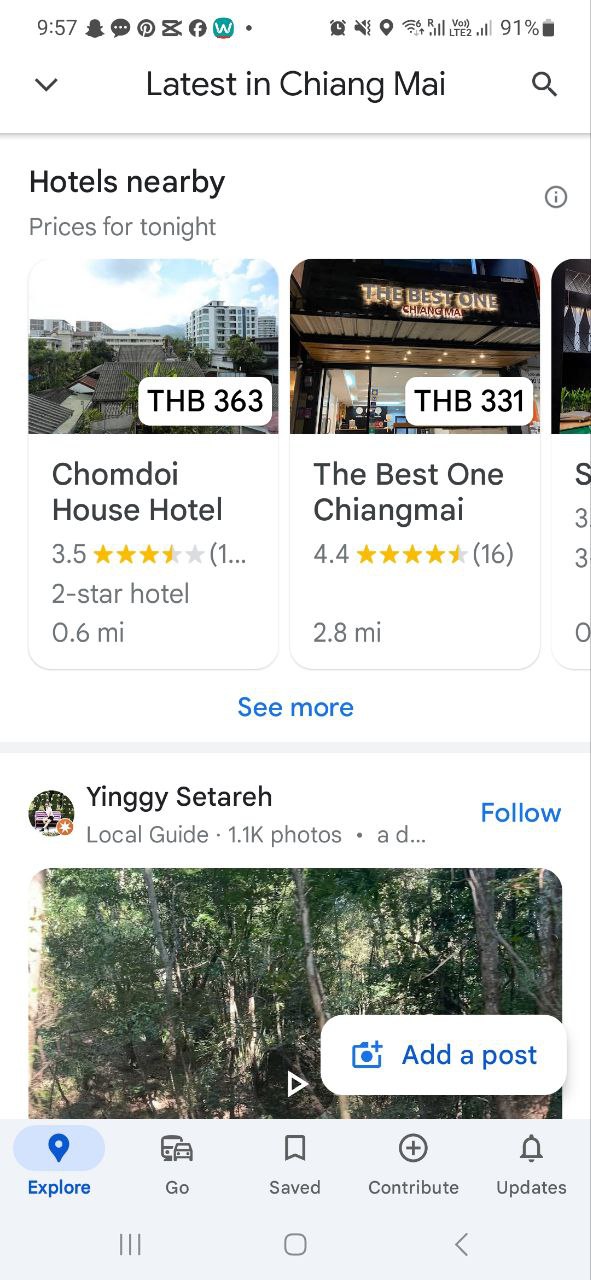 9:57
91%
Latest in Chiang Mai
Hotels nearby
Prices for tonight
THE BEST ONE
CHIANG MAI
THB 363
THB 331
Chomdoi
House Hotel
The Best One
Chiangmai
S
3.5 (1...
4.4 (16)
3.
2-star hotel
3-
0.6 mi
2.8 mi
0
See more
Yinggy Setareh
Local Guide · 1.1K photos • a d...
Follow
Add a post
Explore
Go
Saved
Contribute
Updates